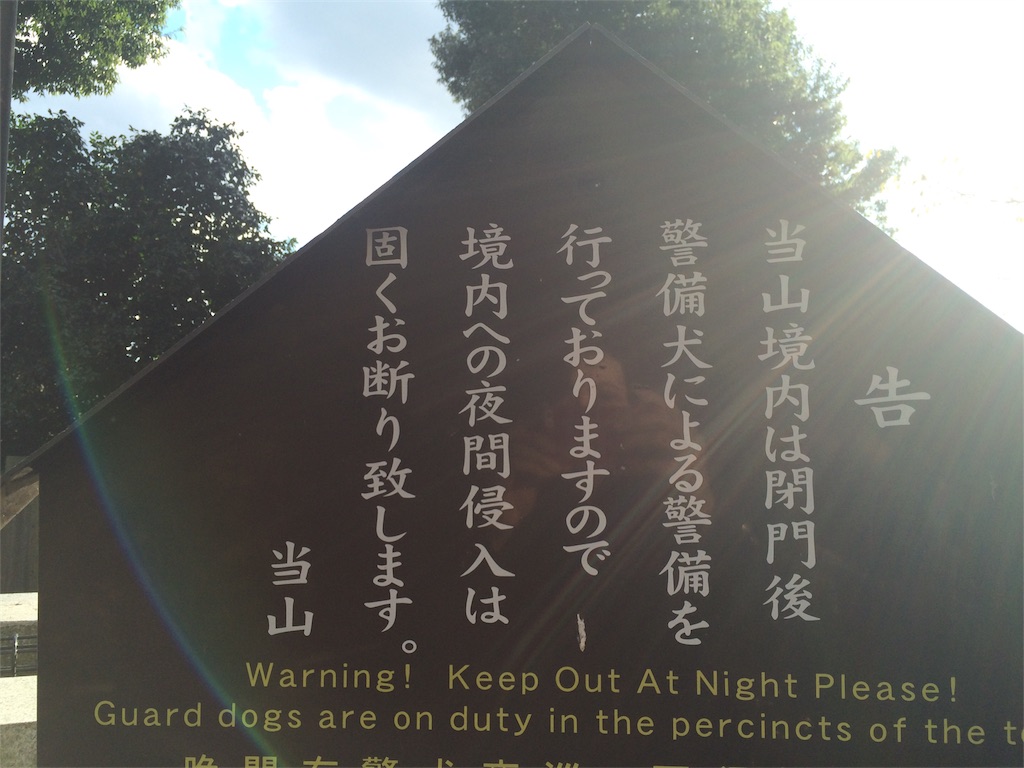 告
当山境内は閉門後
警備犬による警備を
行っておりますので
境内への夜間侵入は
固くお断り致します。
当山
Warning! Keep Out At Night Please!
Guard dogs are on duty in the percincts of the